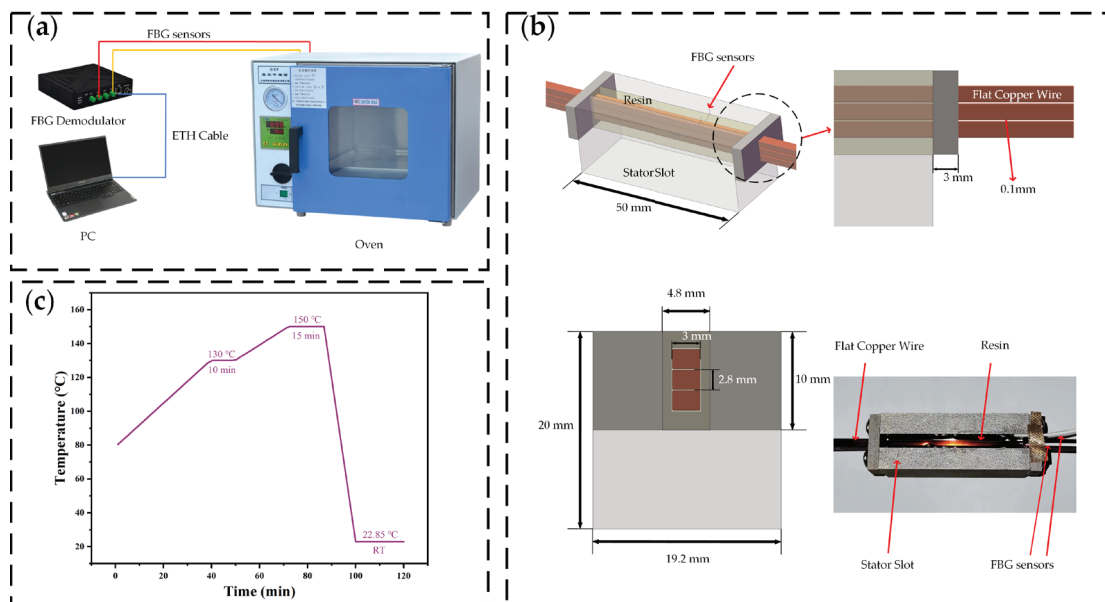 (a)
FBG sensors
FBG Demodulator
ETH Cable
PC
Oven
(b)
FBG sensors
Resin
Stator Slot
50 mm
Flat Copper Wire
3 mm
0.1mm
4.8 mm
3 mm
2.8 mm
10 mm
20 mm
19.2 mm
Flat Copper Wire
Resin
Stator Slot
FBG sensors
(c)
Temperature (°C)
160
140
120
100
80
60
40
20
130 °C
10 min
150 °C
15 min
22.85 °C
RT
0
20
40
60
80
100
120
Time (min)